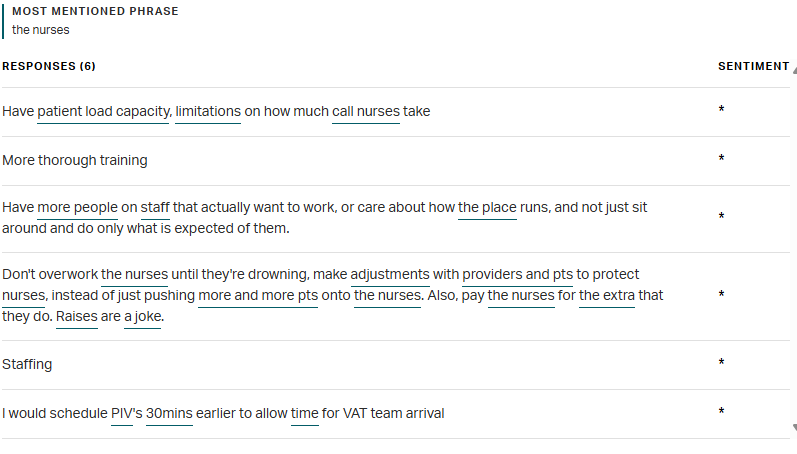 MOST MENTIONED PHRASE
the nurses
RESPONSES (6) SENTIMENT
Have patient load capacity, limitations on how much call nurses take *
More thorough training *
Have more people on staff that actually want to work, or care about how the place runs, and not just sit *
around and do only what is expected of them.
Don't overwork the nurses until they're drowning, make adjustments with providers and pts to protect
nurses, instead of just pushing more and more pts onto the nurses. Also, pay the nurses for the extra that *
they do. Raises are a joke.
Staffing *
I would schedule PIV's 30mins earlier to allow time for VAT team arrival *